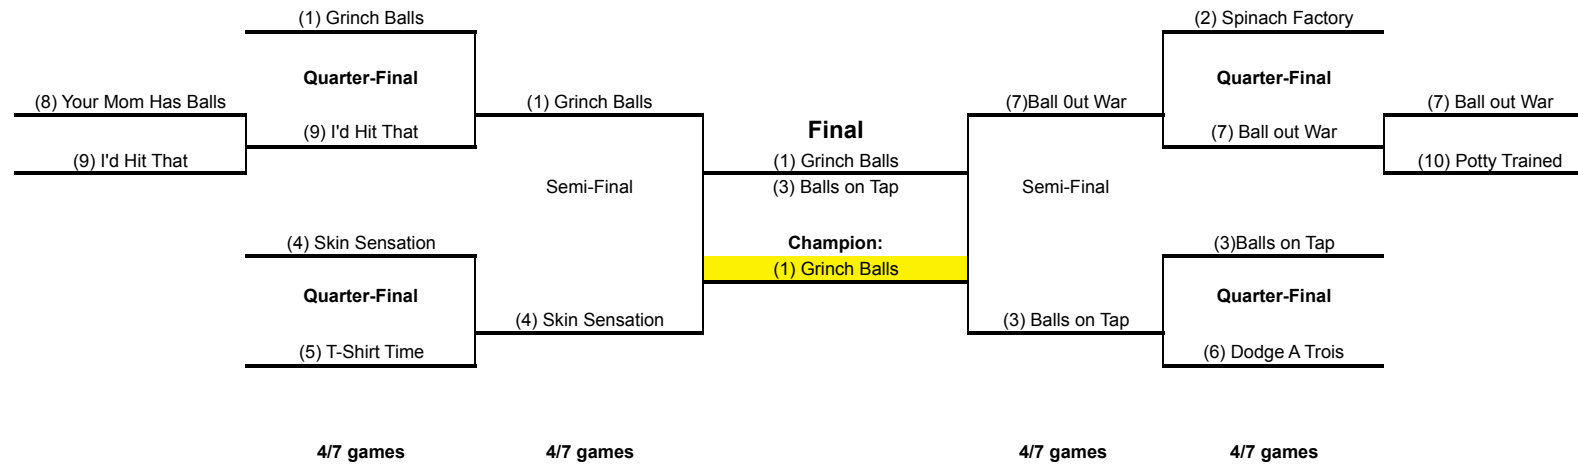 (1) Grinch Balls
(2) Spinach Factory
Quarter-Final
Quarter-Final
(8) Your Mom Has Balls
(1) Grinch Balls
(7)Ball 0ut War
(7) Ball out War
(9) I'd Hit That
Final
(7) Ball out War
(9) I'd Hit That
(1) Grinch Balls
(10) Potty Trained
Semi-Final
(3) Balls on Tap
Semi-Final
(4) Skin Sensation
Champion:
(3)Balls on Tap
(1) Grinch Balls
Quarter-Final
Quarter-Final
(4) Skin Sensation
(3) Balls on Tap
(5) T-Shirt Time
(6) Dodge A Trois
4/7 games
4/7 games
4/7 games
4/7 games